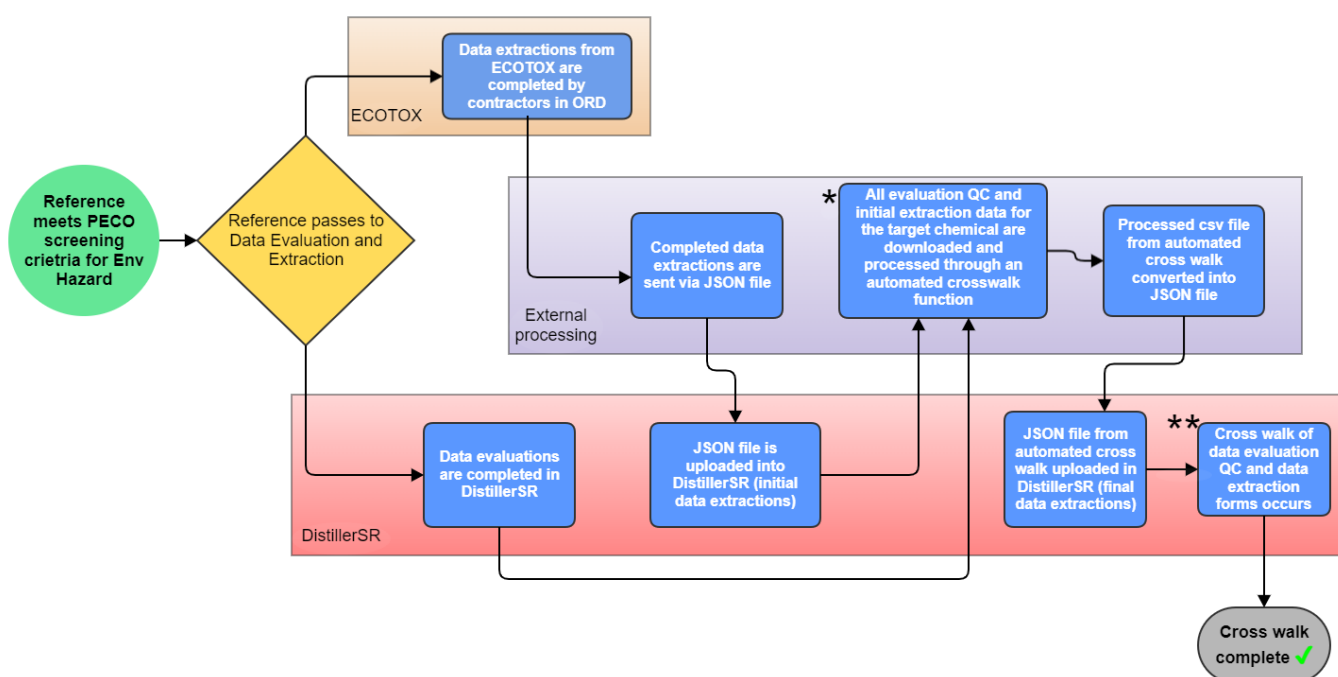 Data extractions from
ECOTOX are
completed by
contractors in ORD
ECOTOX
Reference
meets PECO
screening
crietria for Env
Hazard
Reference passes to
Data Evaluation and
Extraction
Completed data
extractions are
sent via JSON file
*
All evaluation QC and
initial extraction data for
the target chemical are
downloaded and
processed through an
automated crosswalk
function
Processed csv file
from automated
cross walk
converted into
JSON file
External
processing
Data evaluations
are completed in
DistillerSR
JSON file is
uploaded into
DistillerSR (initial
data extractions)
JSON file from
automated cross
walk uploaded in
DistillerSR (final
data extractions)
**
Cross walk of
data evaluation
QC and data
extraction
forms occurs
DistillerSR
Cross walk
complete ✓